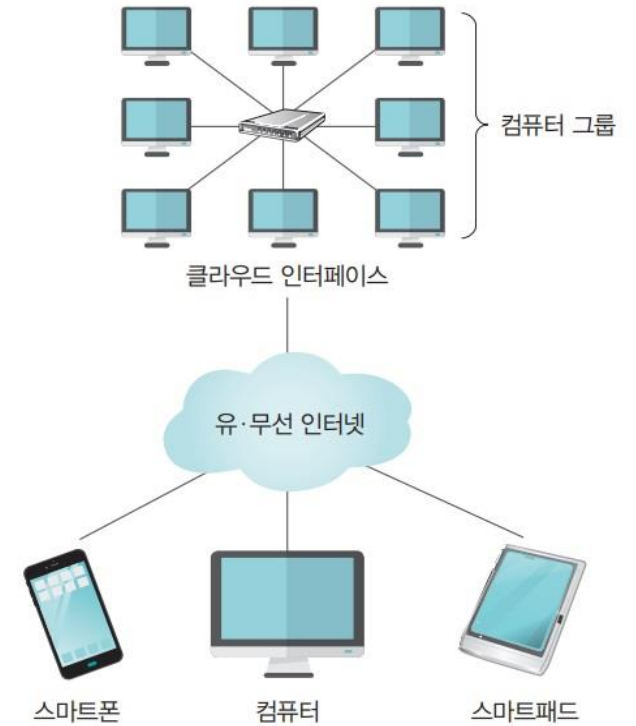 컴퓨터 그룹
클라우드 인터페이스
유·무선 인터넷
스마트폰
컴퓨터
스마트패드